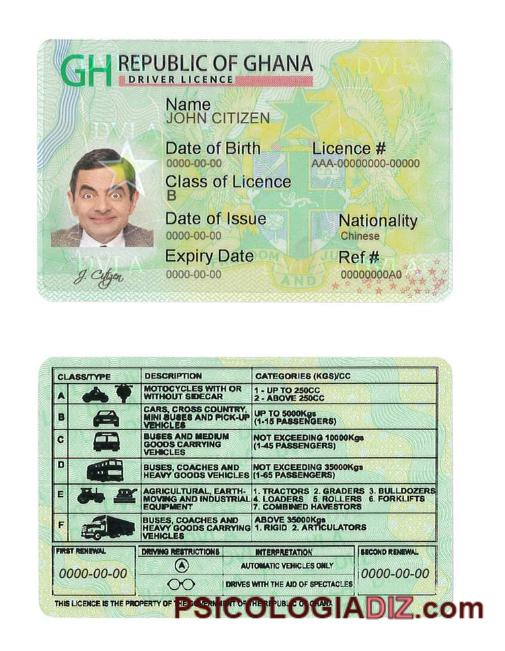 GH REPUBLIC OF GHANA
DRIVER LICENCE
DVLA
DVLA
Name
JOHN CITIZEN
Date of Birth Licence #
0000-00-00 AAA-00000000-00000
Class of Licence
B
Date of Issue Nationality
0000-00-00 Chinese
Expiry Date Ref #
0000-00-00 00000000A0
J. Citizen
DVLA
AND
CLASS/TYPE DESCRIPTION CATEGORIES (KGS)/CC
A MOTOCYCLES WITH OR 1 - UP TO 250CC
WITHOUT SIDECAR 2 - ABOVE 250CC
B CARS, CROSS COUNTRY, UP TO 5000Kgs
MINI BUSES AND PICK-UP (1-15 PASSENGERS)
VEHICLES
C BUSES AND MEDIUM NOT EXCEEDING 10000Kgs
GOODS CARRYING (1-45 PASSENGERS)
VEHICLES
D BUSES, COACHES AND NOT EXCEEDING 35000Kgs
HEAVY GOODS VEHICLES (1-65 PASSENGERS)
E AGRICULTURAL, EARTH- 1. TRACTORS 2. GRADERS 3. BULLDOZERS
MOVING AND INDUSTRIAL 4. LOADERS 5. ROLLERS 6. FORKLIFTS
EQUIPMENT 7. COMBINED HAVESTORS
F BUSES, COACHES AND ABOVE 35000Kgs
HEAVY GOODS CARRYING 1. RIGID 2. ARTICULATORS
VEHICLES
FIRST RENEWAL DRIVING RESTRICTIONS INTERPRETATION SECOND RENEWAL
A AUTOMATIC VEHICLES ONLY
0000-00-00 0000-00-00
DRIVES WITH THE AID OF SPECTACLES
THIS LICENCE IS THE PROPERTY OF THE GOVERNMENT OF THE REPUBLIC OF GHANA
PSICOLOGIADIZ.com